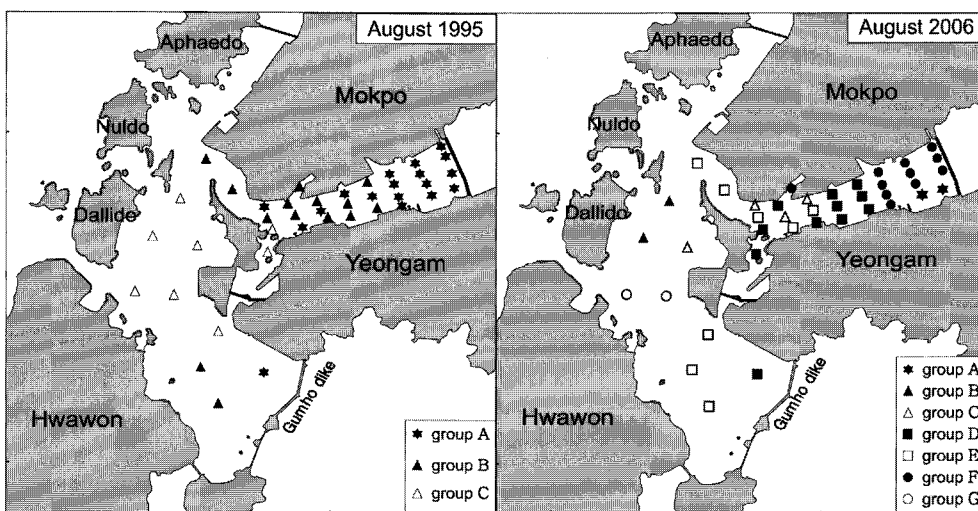 August 1995
Aphaedo
Mokpo
Nuldo
Dallide
Yeongam
Hwawon
Gumho dike
group A
group B
group C
August 2006
Aphaedo
Mokpo
Nuldo
Dallido
Yeongam
Hwawon
Gumho dike
group A
group B
group C
group D
group E
group F
group G